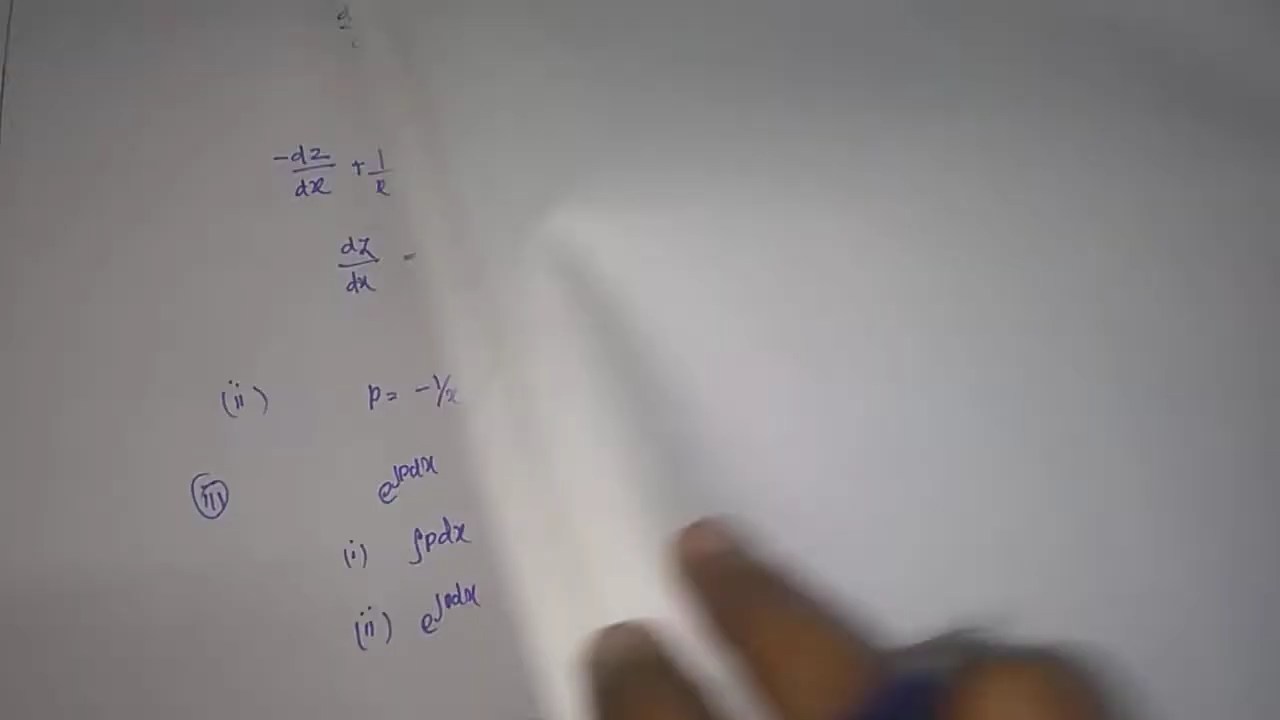 d
-dz/dx + 1/x
dz/dx -
(ii) p = -1/x
(iii) e^∫pdx
(i) ∫pdx
(ii) e^∫pdx